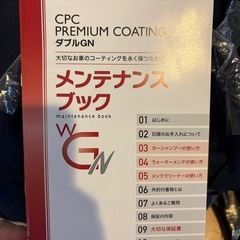 CPC
PREMIUM COATING
ダブルGN
大切なお車のコーティングを永く保つため
メンテナンス
ブック
maintenance book
WGN
01 はじめに
02 日頃のお手入れについて
03 カーシャンプーの使い方
04 ウォーターメンテの使い方
05 メンテクリーナーの使い方
06 外的付着物とは
07 よくあるご質問
08 保証の内容
09 大切な保証書